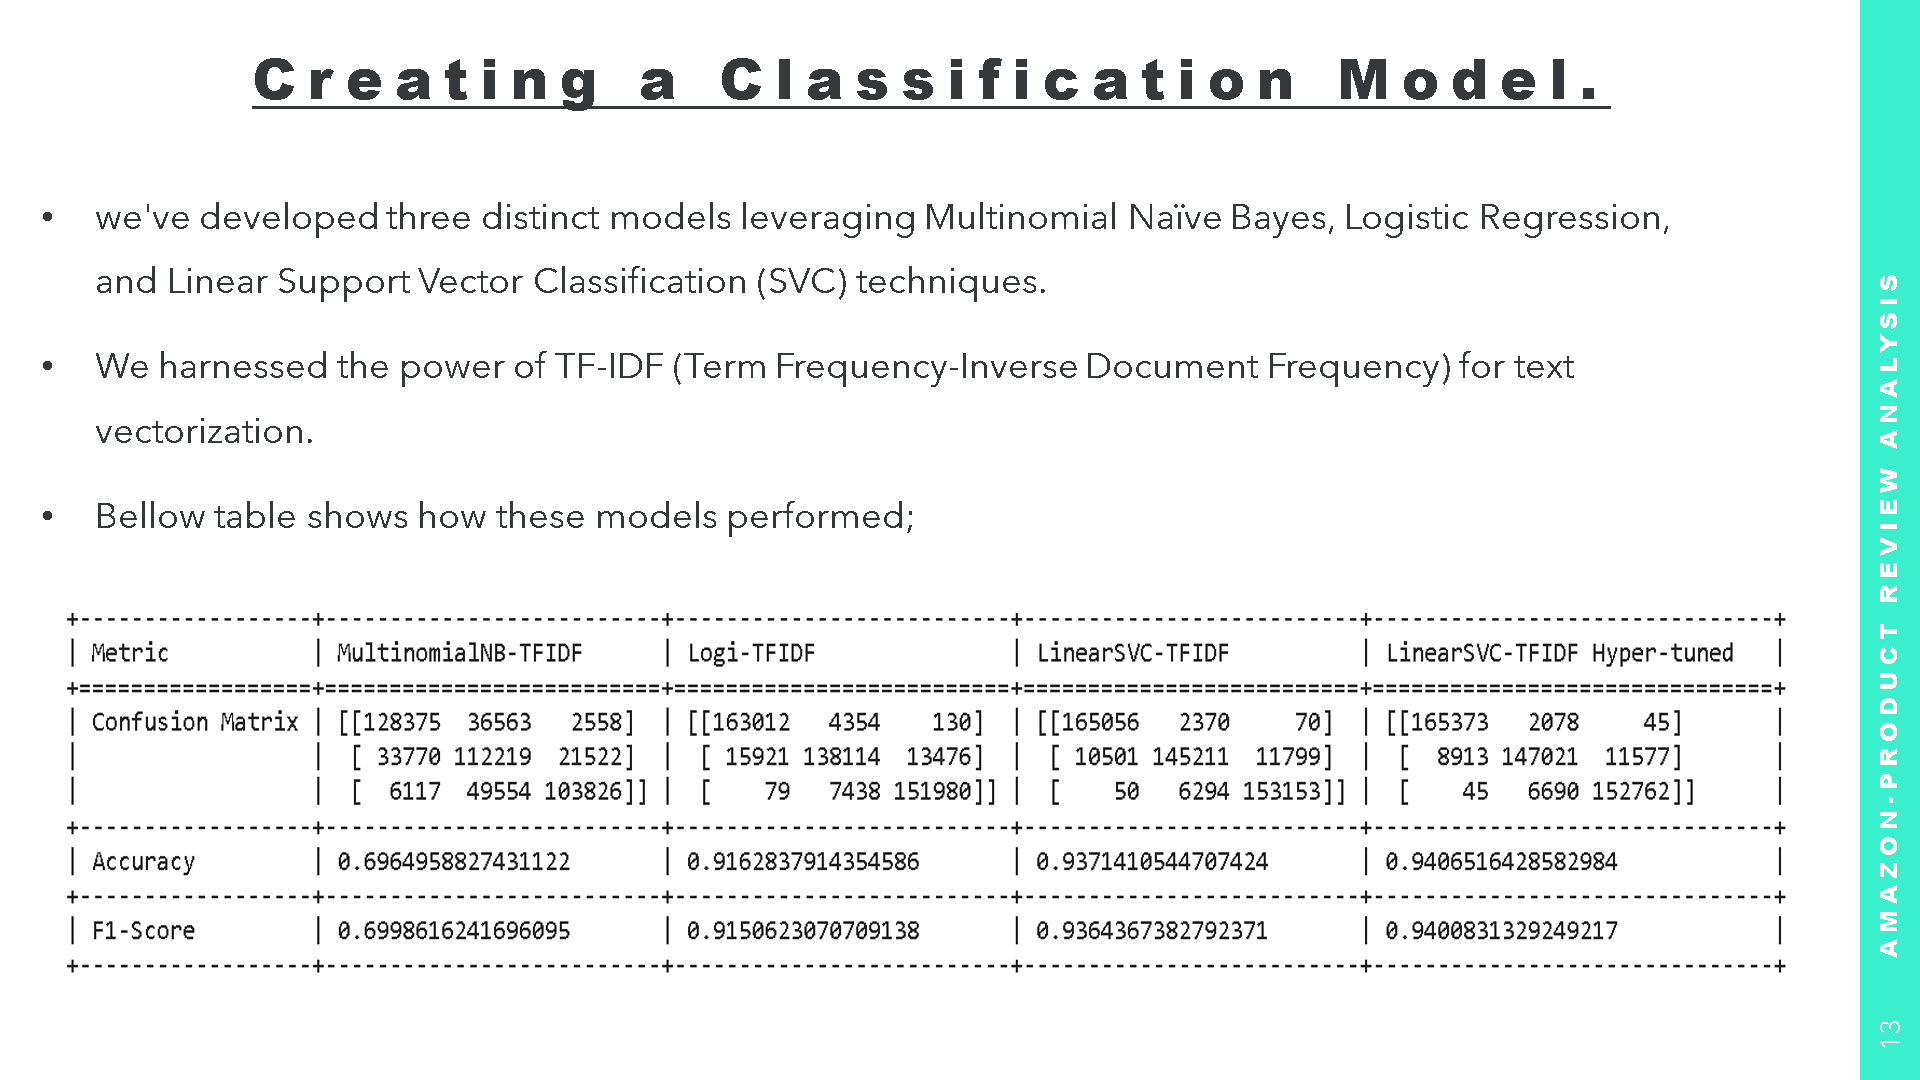 Creating a Classification Model.
• we've developed three distinct models leveraging Multinomial Naïve Bayes, Logistic Regression,
and Linear Support Vector Classification (SVC) techniques.
• We harnessed the power of TF-IDF (Term Frequency-Inverse Document Frequency) for text
vectorization.
• Bellow table shows how these models performed;
+------------------+--------------------------+--------------------------+--------------------------+-------------------------------+
| Metric | MultinomialNB-TFIDF | Logi-TFIDF | LinearSVC-TFIDF | LinearSVC-TFIDF Hyper-tuned |
+==================+==========================+==========================+==========================+===============================+
| Confusion Matrix | [[128375 36563 2558] | [[163012 4354 130] | [[165056 2370 70] | [[165373 2078 45] |
| | [ 33770 112219 21522] | [ 15921 138114 13476] | [ 10501 145211 11799] | [ 8913 147021 11577] |
| | [ 6117 49554 103826]] | [ 79 7438 151980]] | [ 50 6294 153153]] | [ 45 6690 152762]] |
+------------------+--------------------------+--------------------------+--------------------------+-------------------------------+
| Accuracy | 0.6964958827431122 | 0.9162837914354586 | 0.9371410544707424 | 0.9406516428582984 |
+------------------+--------------------------+--------------------------+--------------------------+-------------------------------+
| F1-Score | 0.6998616241696095 | 0.9150623070709138 | 0.9364367382792371 | 0.9400831329249217 |
+------------------+--------------------------+--------------------------+--------------------------+-------------------------------+
AMAZON-PRODUCT REVIEW ANALYSIS
13